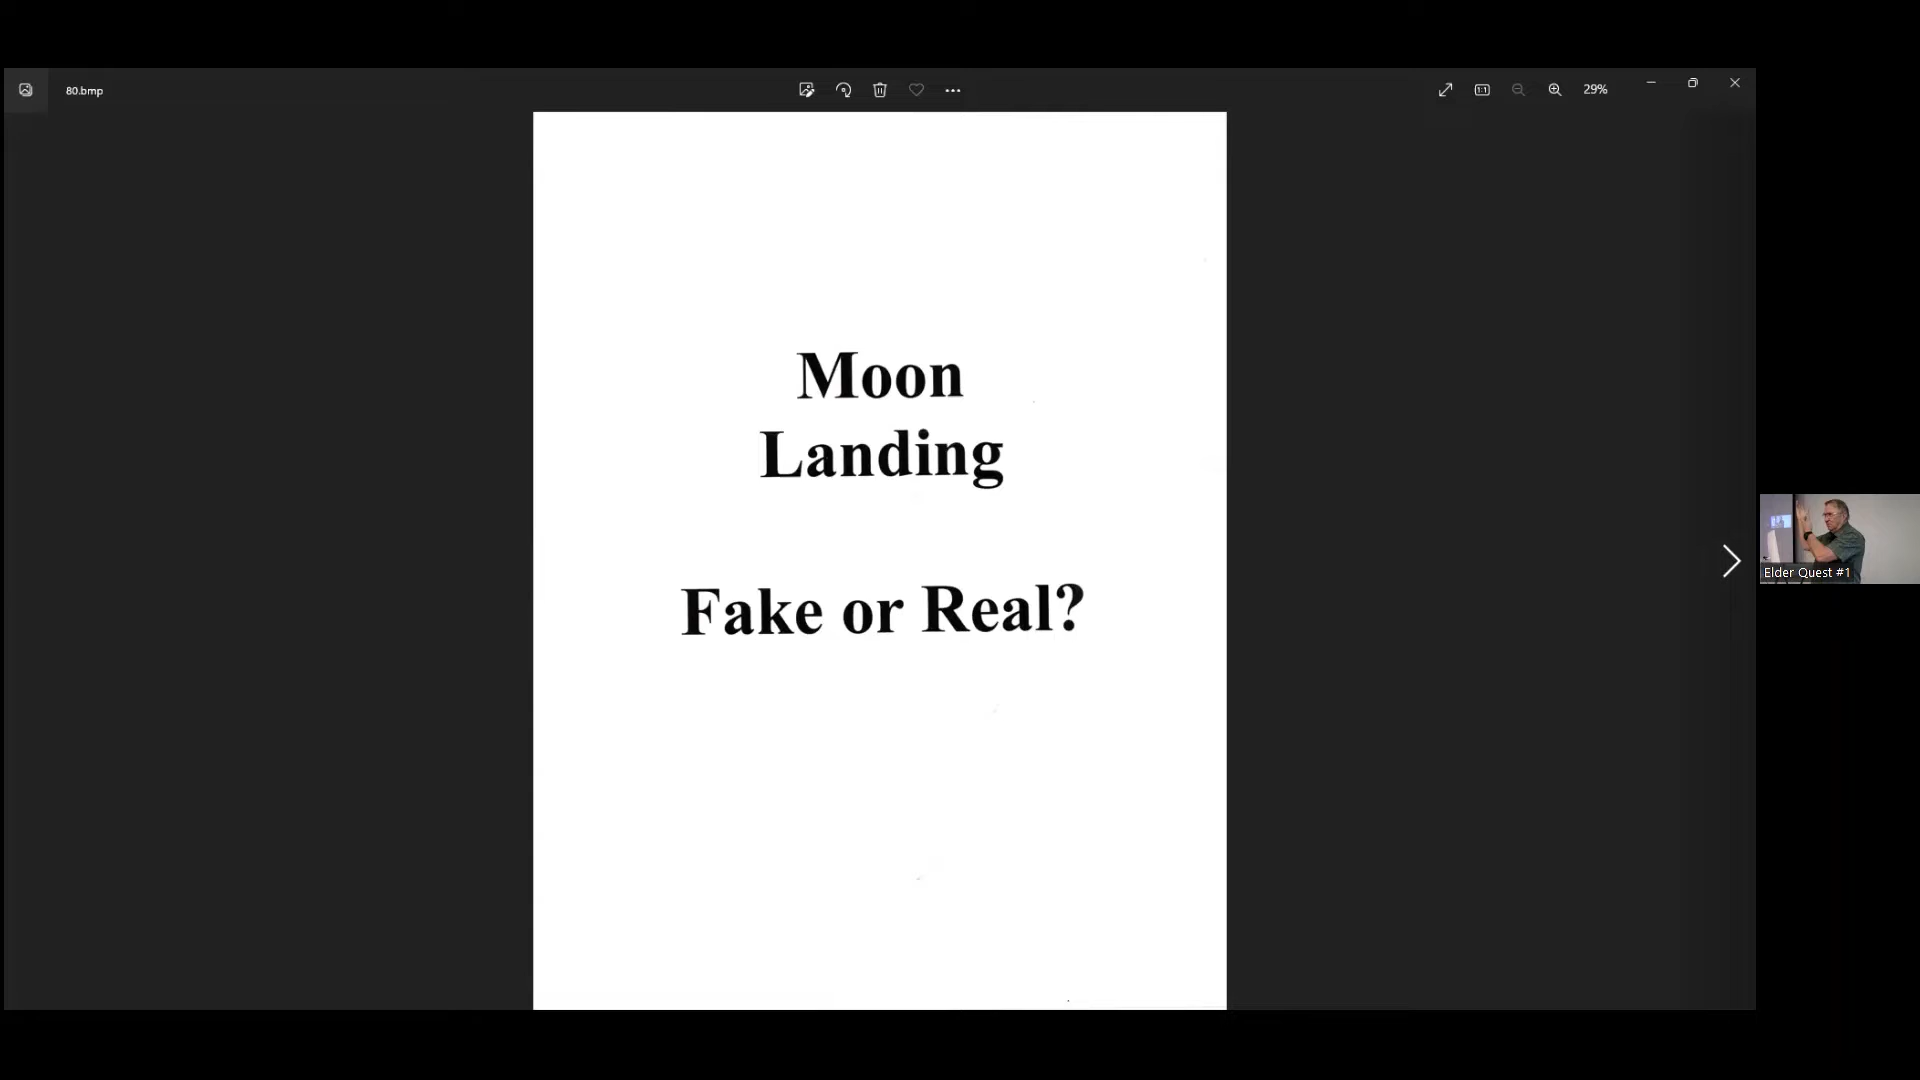 80.bmp
29%
Moon
Landing
Fake or Real?
Elder Quest #1